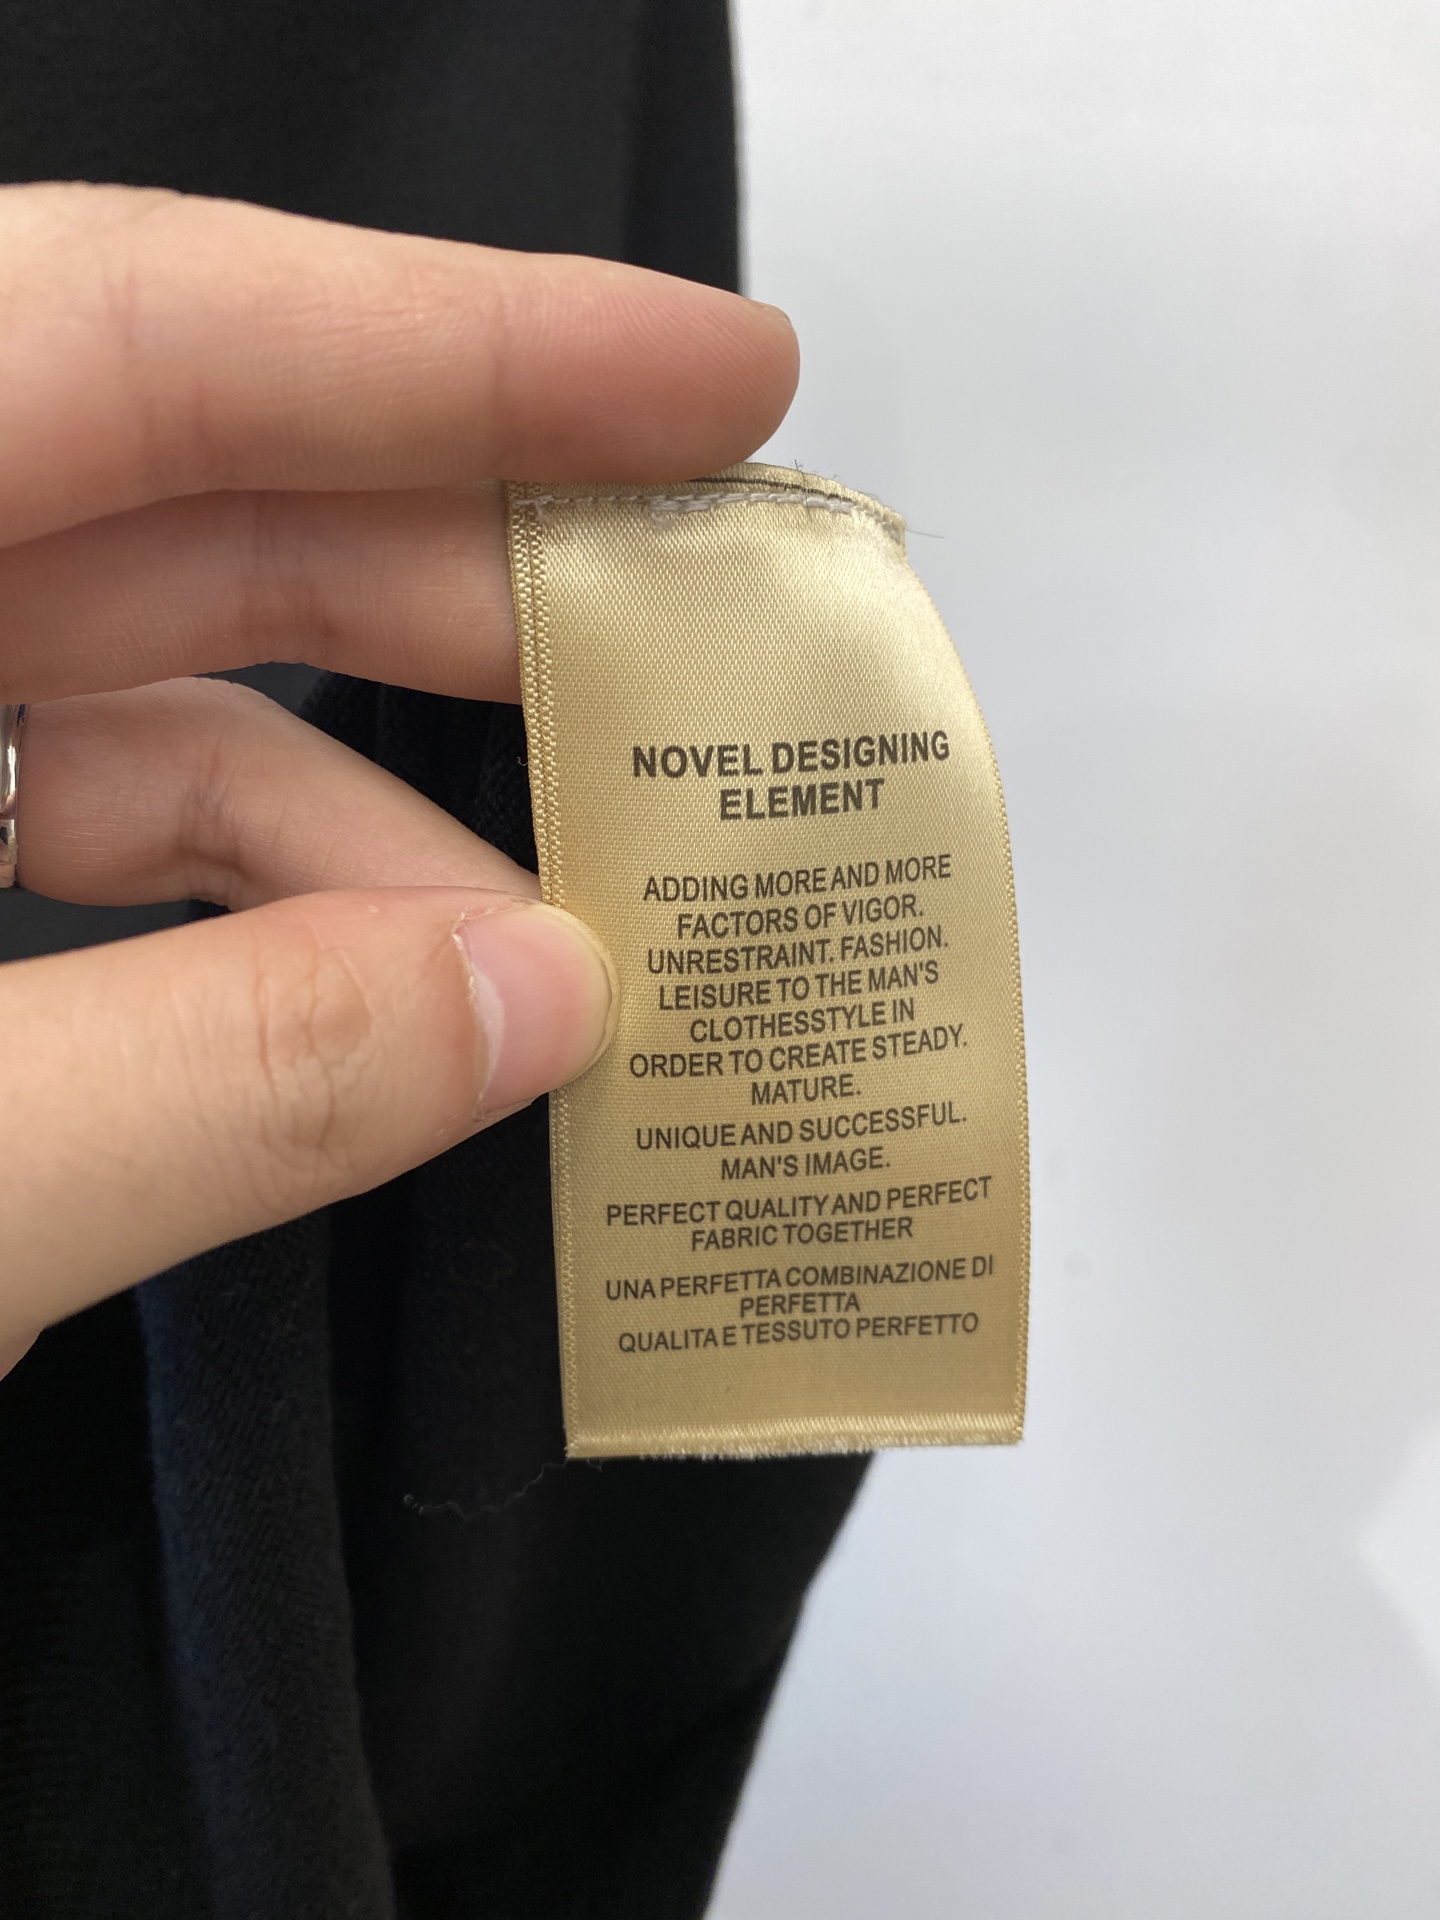 NOVEL DESIGNING
ELEMENT
ADDING MORE AND MORE
FACTORS OF VIGOR.
UNRESTRAINT. FASHION.
LEISURE TO THE MAN'S
CLOTHESSTYLE IN
ORDER TO CREATE STEADY.
MATURE.
UNIQUE AND SUCCESSFUL.
MAN'S IMAGE.
PERFECT QUALITY AND PERFECT
FABRIC TOGETHER
UNA PERFETTA COMBINAZIONE DI
PERFETTA
QUALITA E TESSUTO PERFETTO